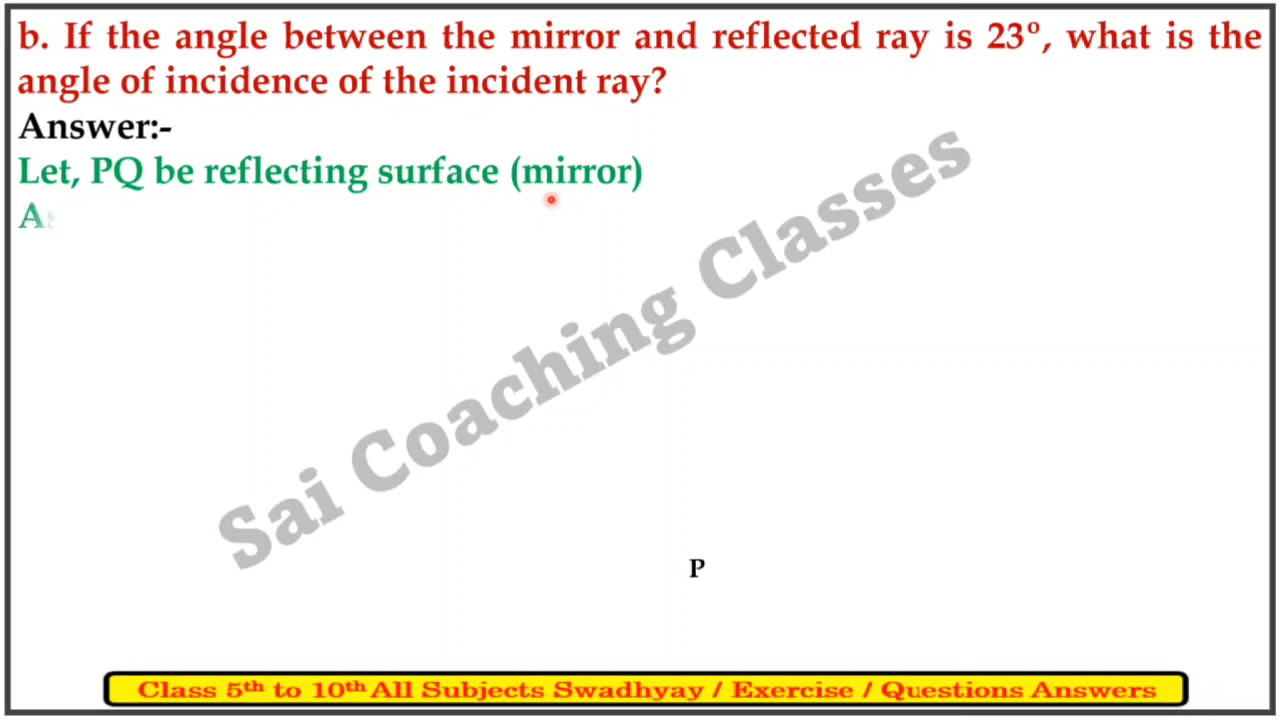 b. If the angle between the mirror and reflected ray is 23°, what is the
angle of incidence of the incident ray?
Answer:-
Let, PQ be reflecting surface (mirror)
As
Sai Coaching Classes
P
Class 5th to 10th All Subjects Swadhyay / Exercise / Questions Answers